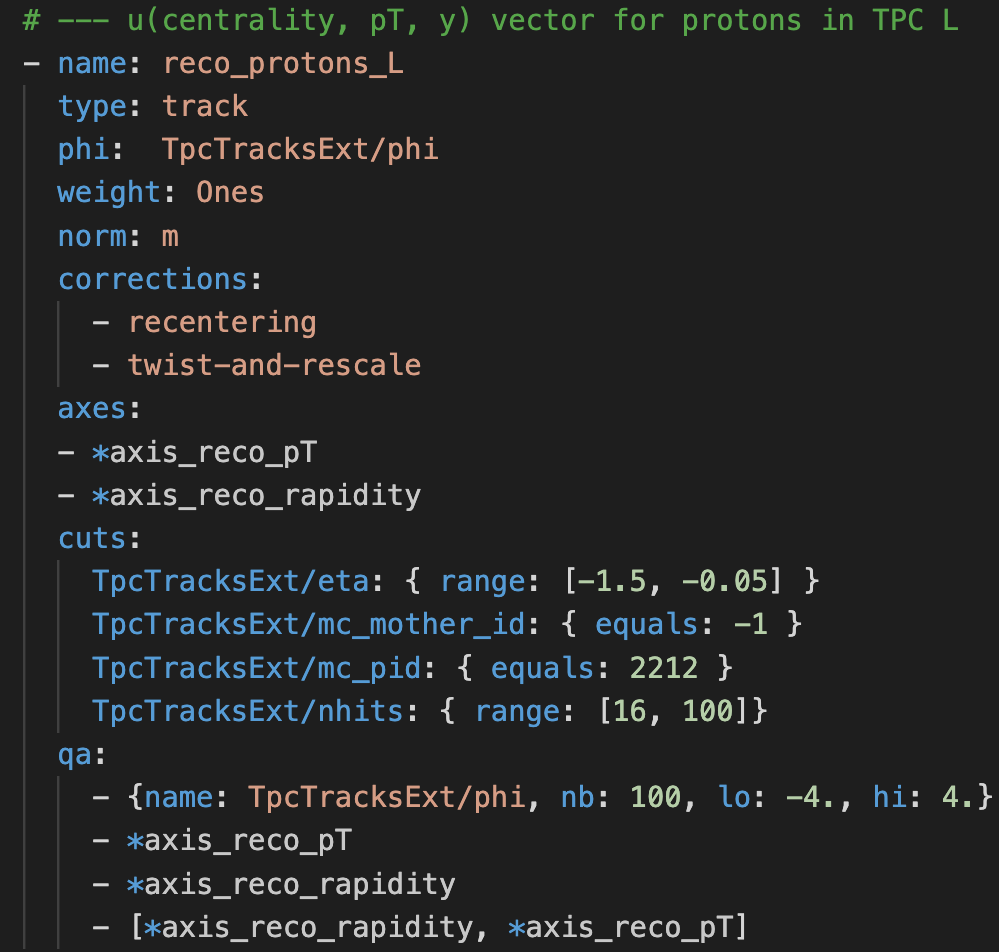 # --- u(centrality, pT, y) vector for protons in TPC L
- name: reco_protons_L
  type: track
  phi:  TpcTracksExt/phi
  weight: Ones
  norm: m
  corrections:
    - recentering
    - twist-and-rescale
  axes:
  - *axis_reco_pT
  - *axis_reco_rapidity
  cuts:
    TpcTracksExt/eta: { range: [-1.5, -0.05] }
    TpcTracksExt/mc_mother_id: { equals: -1 }
    TpcTracksExt/mc_pid: { equals: 2212 }
    TpcTracksExt/nhits: { range: [16, 100]}
  qa:
    - {name: TpcTracksExt/phi, nb: 100, lo: -4., hi: 4.}
    - *axis_reco_pT
    - *axis_reco_rapidity
    - [*axis_reco_rapidity, *axis_reco_pT]